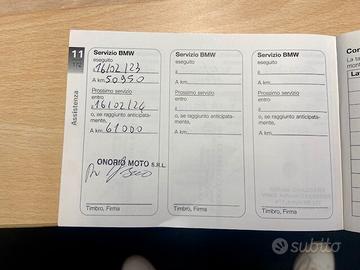 11
112
Assistenza
Servizio BMW
eseguito
il 16/02/23
A km 50950
Prossimo servizio
entro
il 16/02/24
o, se raggiunto anticipata-
mente,
A km 61000
ONORIO MOTO S.R.L.
Timbro, Firma
Servizio BMW
eseguito
il
A km
Prossimo servizio
entro
il
o, se raggiunto anticipata-
mente,
A km
Timbro, Firma
Servizio BMW
eseguito
il
A km
Prossimo servizio
entro
il
o, se raggiunto anticipata-
mente,
A km
Timbro, Firma
subito